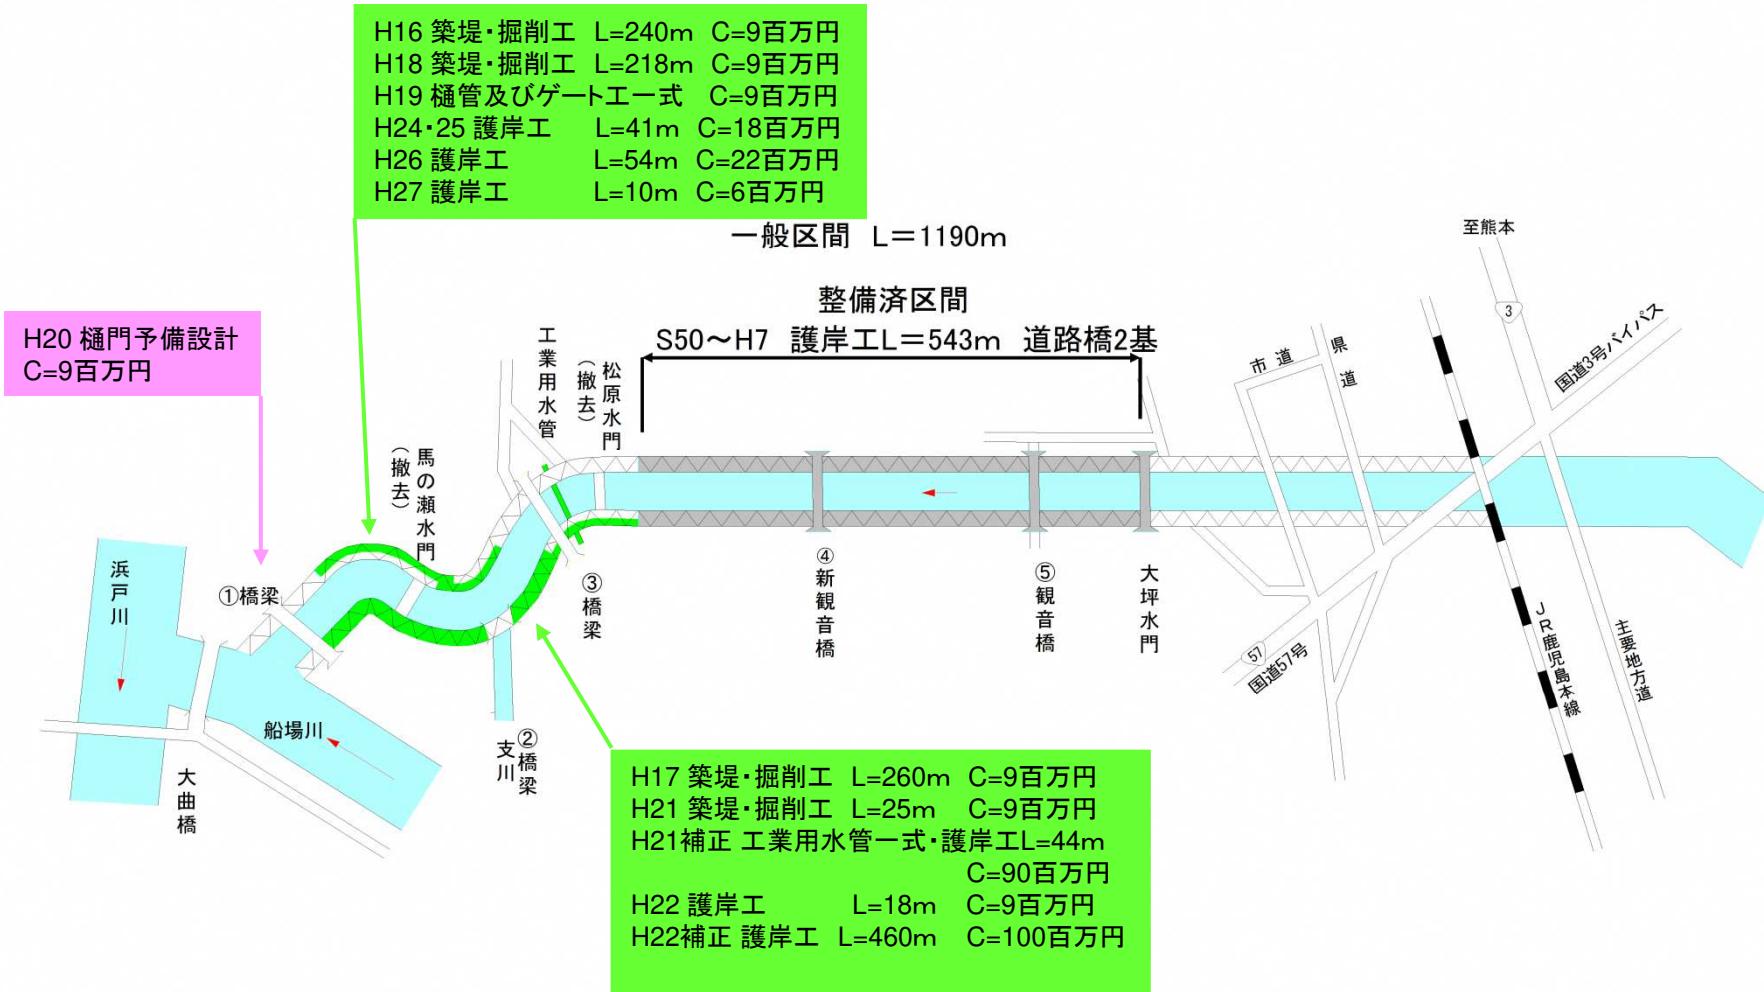 H16 築堤・掘削工 L=240m C=9百万円
H18 築堤・掘削工 L=218m C=9百万円
H19 樋管及びゲート工一式 C=9百万円
H24・25 護岸工 L=41m C=18百万円
H26 護岸工 L=54m C=22百万円
H27 護岸工 L=10m C=6百万円
一般区間 L=1190m
整備済区間
S50～H7 護岸工L=543m 道路橋2基
H20 樋門予備設計
C=9百万円
工業用水管
松原水門
（撤去）
馬の瀬水門
（撤去）
至熊本
3
国道3号バイパス
市道
県道
浜戸川
①橋梁
船場川
大曲橋
②橋梁
支川
③橋梁
④新観音橋
⑤観音橋
大坪水門
57
国道57号
JR鹿児島本線
主要地方道
H17 築堤・掘削工 L=260m C=9百万円
H21 築堤・掘削工 L=25m C=9百万円
H21補正 工業用水管一式・護岸工L=44m
C=90百万円
H22 護岸工 L=18m C=9百万円
H22補正 護岸工 L=460m C=100百万円